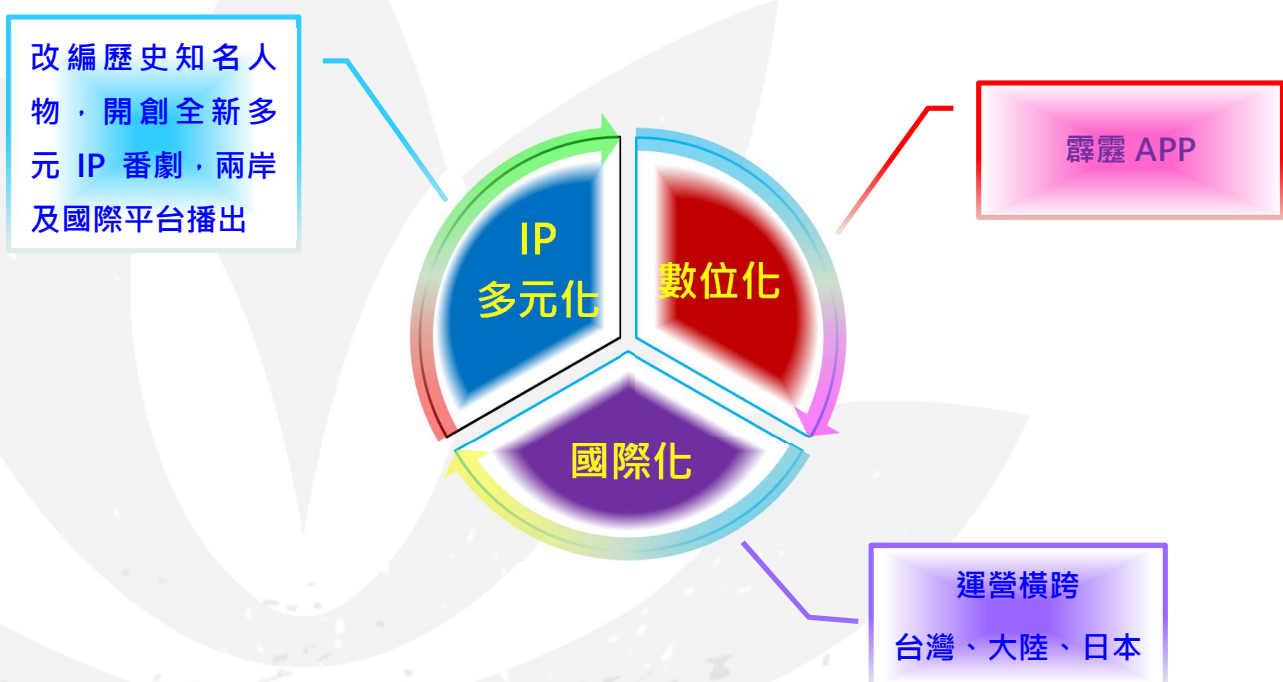 改編歷史知名人
物，開創全新多
元 IP 番劇，兩岸
及國際平台播出
霹靂 APP
IP
多元化
數位化
國際化
運營橫跨
台灣、大陸、日本